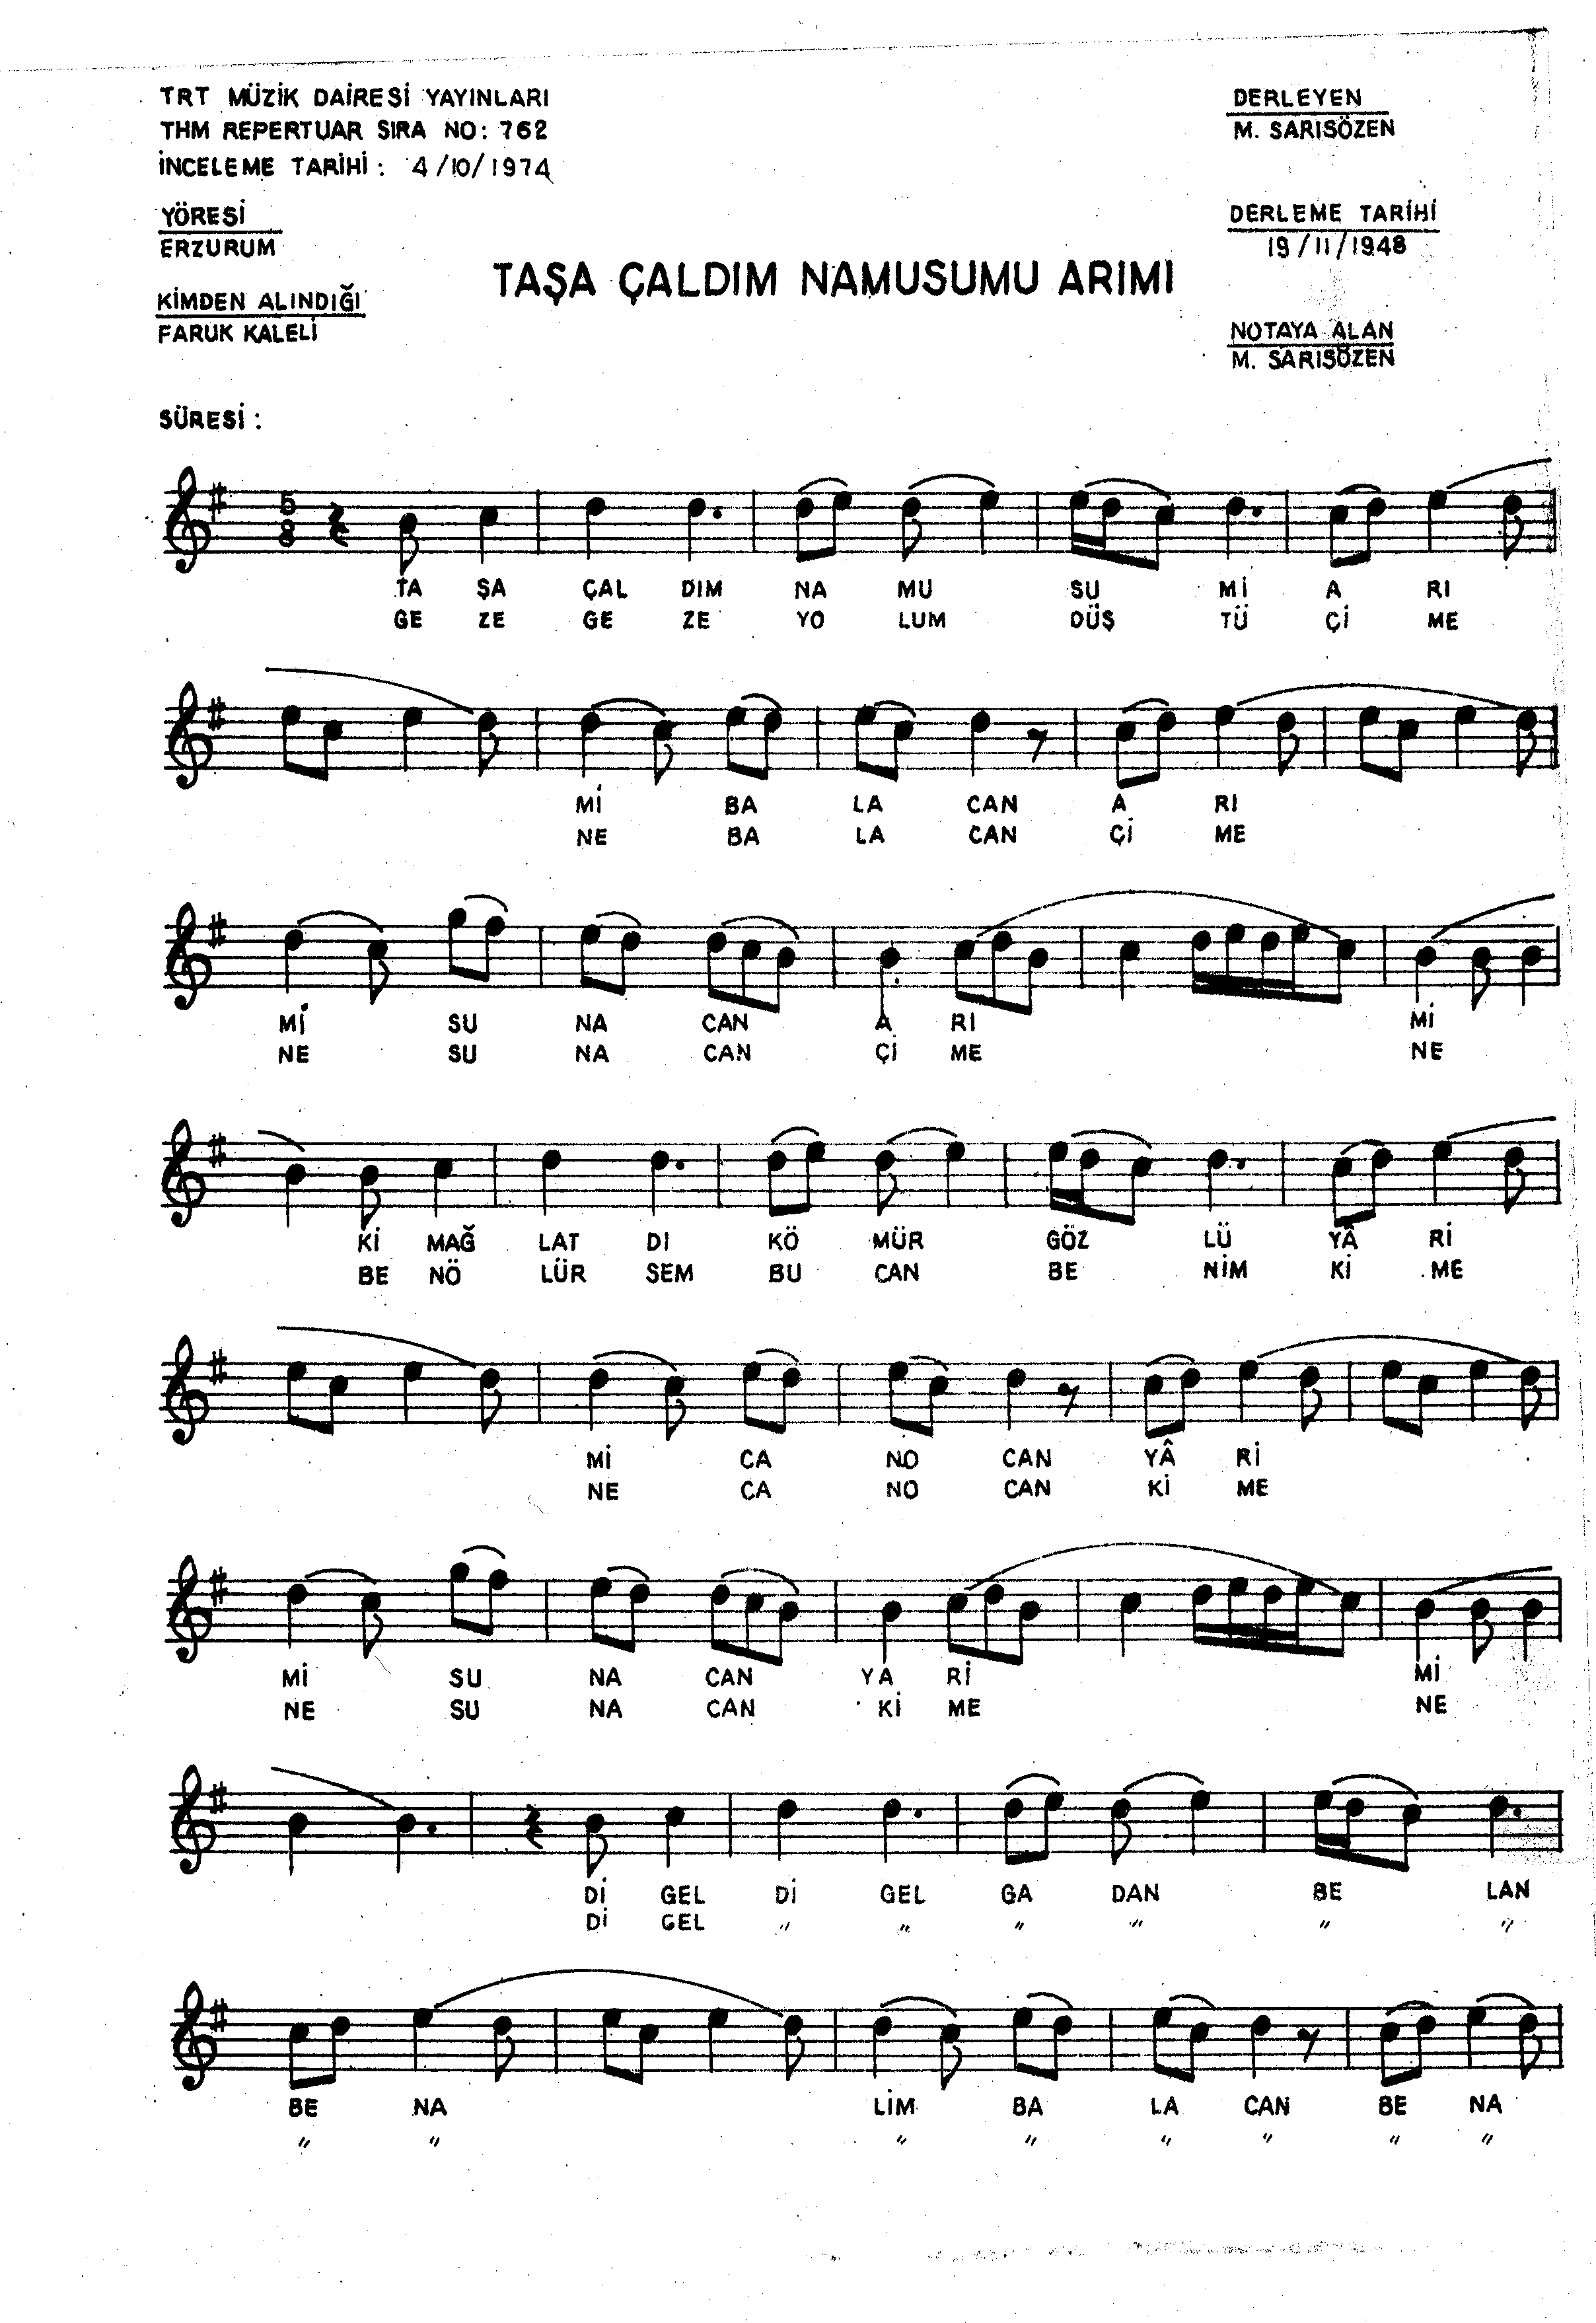 TRT MÜZİK DAİRESİ YAYINLARI
THM REPERTUAR SIRA NO: 762
İNCELEME TARİHİ : 4/10/1974
YÖRESİ
ERZURUM
KİMDEN ALINDIĞI
FARUK KALELİ
SÜRESİ :
TAŞA ÇALDIM NAMUSUMU ARIMI
DERLEYEN
M. SARISÖZEN
DERLEME TARİHİ
19/11/1948
NOTAYA ALAN
M. SARISÖZEN
5
8
TA ŞA ÇAL DIM NA MU SU Mİ A RI
GE ZE GE ZE YO LUM DÜŞ TÜ Çİ ME
Mİ BA LA CAN A RI
NE BA LA CAN Çİ ME
Mİ SU NA CAN A RI Mİ
NE SU NA CAN Çİ ME NE
Kİ MAĞ LAT DI KÖ MÜR GÖZ LÜ YÂ Rİ
BE NÖ LÜR SEM BU CAN BE NİM Kİ ME
Mİ CA NO CAN YÂ Rİ
NE CA NO CAN Kİ ME
Mİ SU NA CAN YA Rİ Mİ
NE SU NA CAN Kİ ME NE
Dİ GEL Dİ GEL GA DAN BE LAN
Dİ GEL " " " " " "
BE NA LİM BA LA CAN BE NA
" " " " " " " "